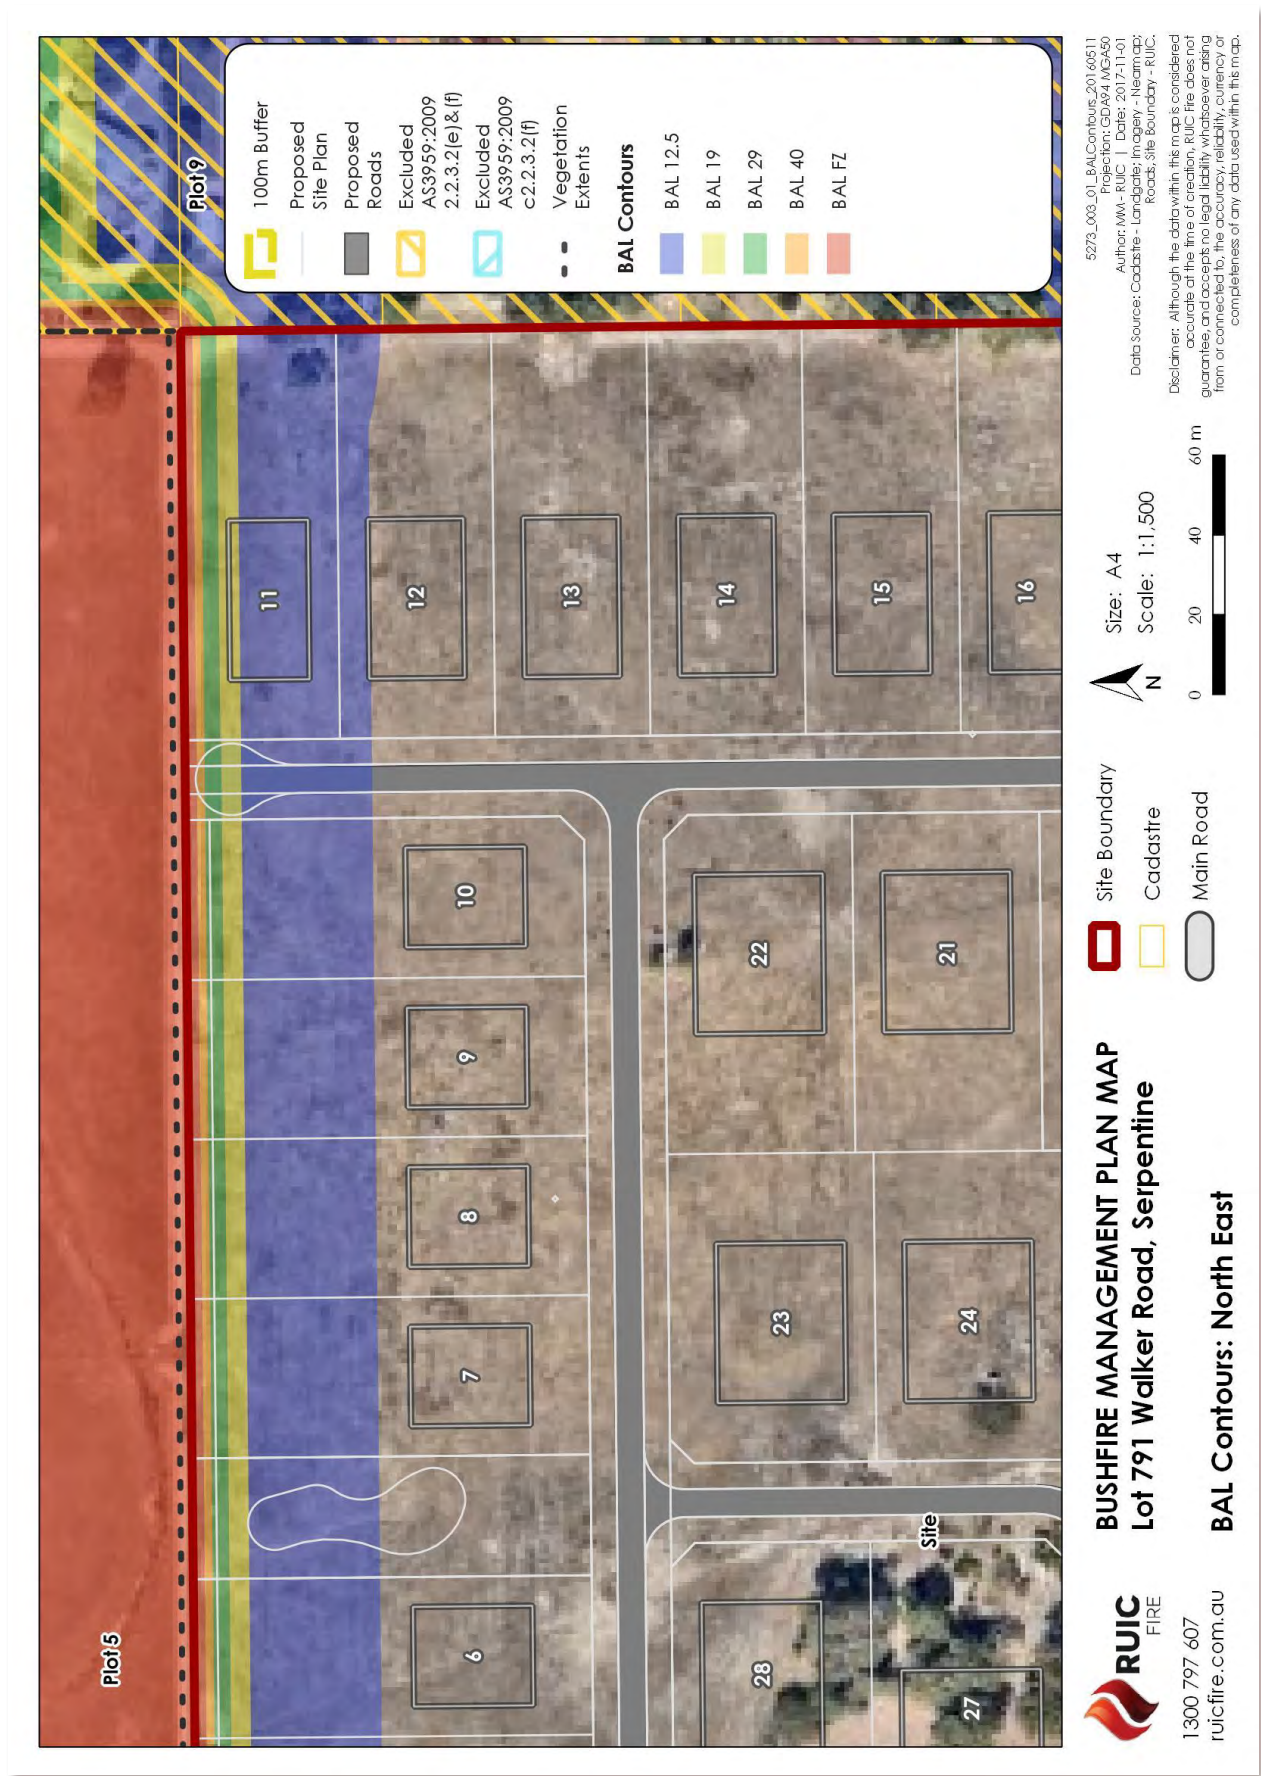 Plot 5
Plot 9
100m Buffer
Proposed
Site Plan
Proposed
Roads
Excluded
AS3959:2009
2.2.3.2(e)&(f)
Excluded
AS3959:2009
c2.2.3.2(f)
Vegetation
Extents
BAL Contours
BAL 12.5
BAL 19
BAL 29
BAL 40
BAL FZ
6
7
8
9
10
11
12
13
14
15
16
28
27
23
24
22
21
Site
RUIC
FIRE
1300 797 607
ruicfire.com.au
BUSHFIRE MANAGEMENT PLAN MAP
Lot 791 Walker Road, Serpentine
BAL Contours: North East
Site Boundary
Cadastre
Main Road
N
Size: A4
Scale: 1:1,500
0 20 40 60 m
5273_003_01_BALContours_20160511
Projection: GDA94 MGA50
Author: MM - RUIC | Date: 2017-11-01
Data Source: Cadastre - Landgate; Imagery - Nearmap;
Roads, Site Boundary - RUIC.
Disclaimer: Although the data within this map is considered
accurate at the time of creation, RUIC Fire does not
guarantee, and accepts no legal liability whatsoever arising
from or connected to, the accuracy, reliability, currency or
completeness of any data used within this map.